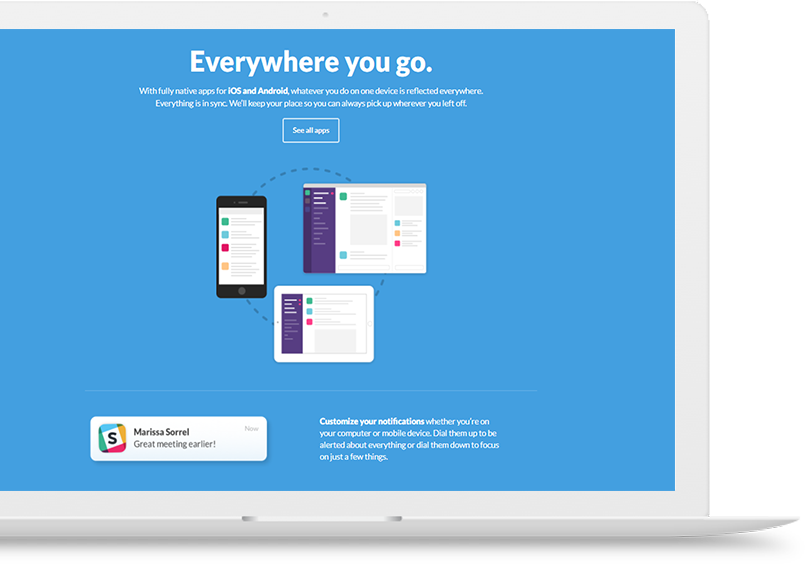 Everywhere you go.
With fully native apps for iOS and Android, whatever you do on one device is reflected everywhere.
Everything is in sync. We'll keep your place so you can always pick up wherever you left off.
See all apps
S
Marissa Sorrel
Now
Great meeting earlier!
Customize your notifications whether you're on
your computer or mobile device. Dial them up to be
alerted about everything or dial them down to focus
on just a few things.